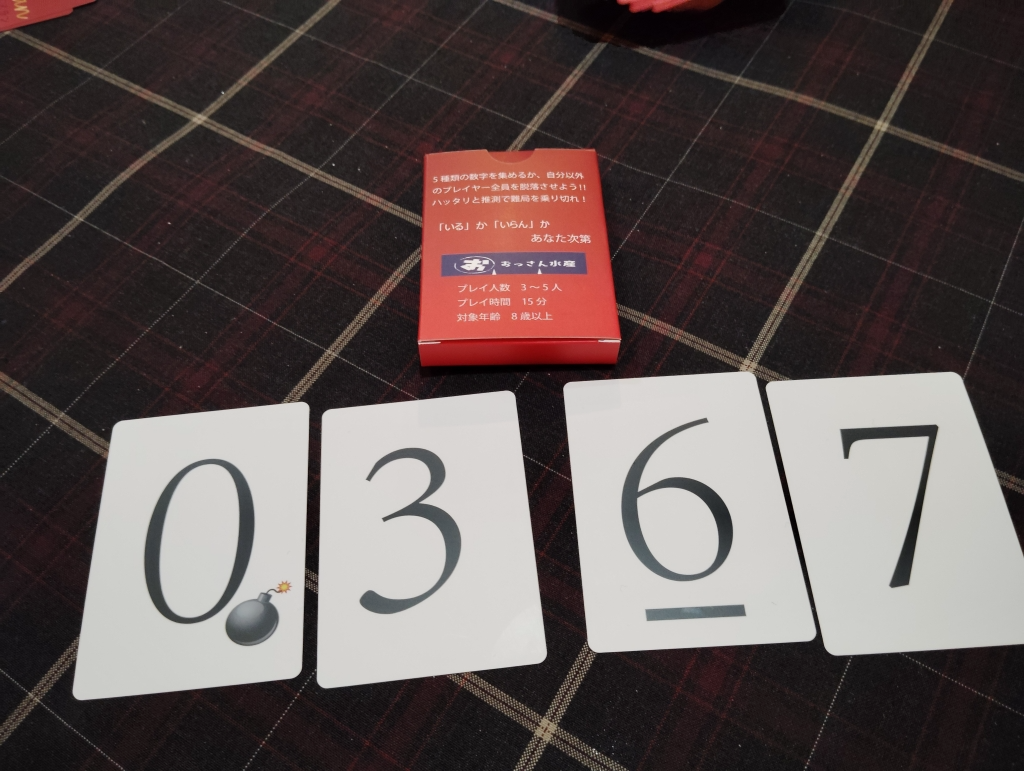 5種類の数字を集めるか、自分以外
のプレイヤー全員を脱落させよう!!
ハッタリと推測で難局を乗り切れ!
「いる」か「いらん」か
あなた次第
お おっさん水産
プレイ人数 3～5人
プレイ時間 15分
対象年齢 8歳以上
0 3 6 7